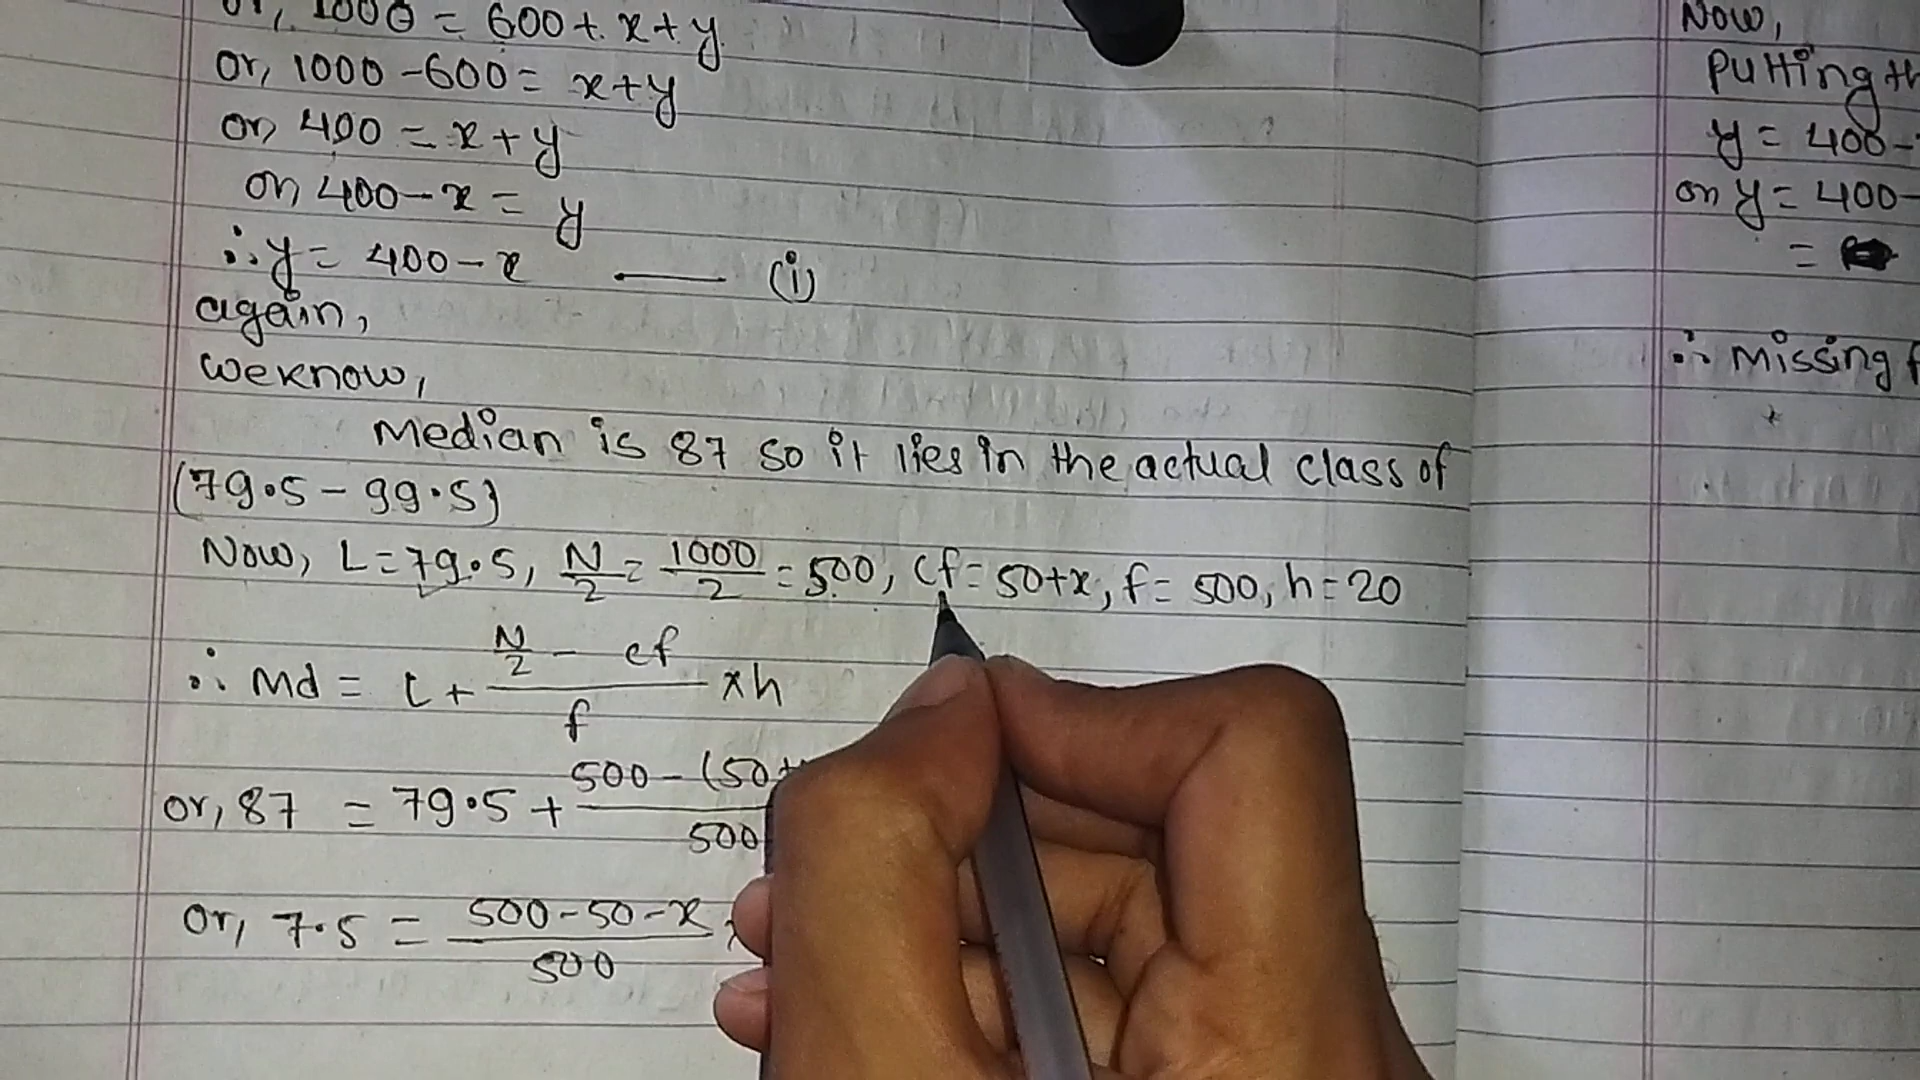 or, 1000 = 600 + x + y
or, 1000 - 600 = x + y
or, 400 = x + y
or, 400 - x = y
∴ y = 400 - x —— (i)
again,
we know,
Median is 87 so it lies in the actual class of
(79.5 - 99.5)
Now, L = 79.5, N/2 = 1000/2 = 500, cf = 50+x, f = 500, h = 20
∴ Md = L + (N/2 - cf)/f × h
or, 87 = 79.5 + 500 - (50+ / 500
or, 7.5 = (500 - 50 - x)/500
Now,
Putting th
y = 400 -
or, y = 400 -
=
∴ Missing f